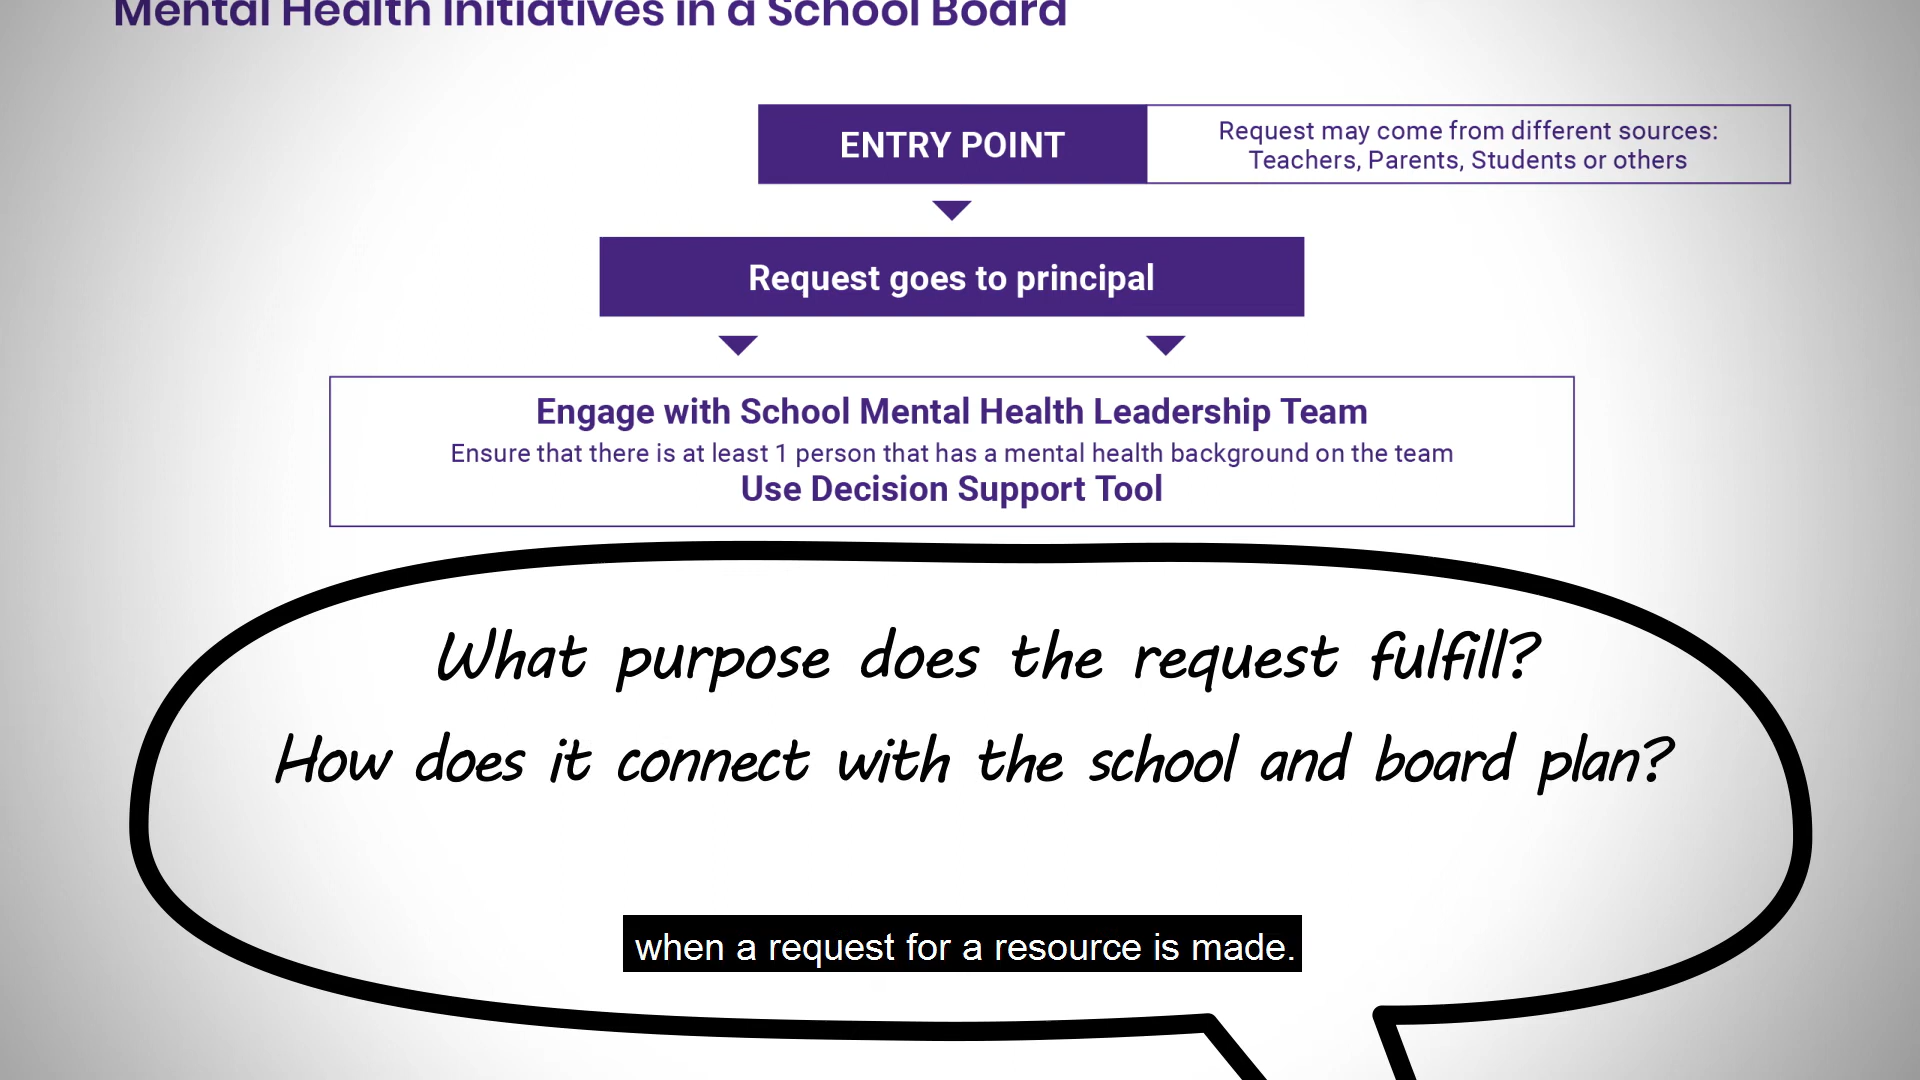 Mental Health Initiatives in a School Board
ENTRY POINT
Request may come from different sources:
Teachers, Parents, Students or others
Request goes to principal
Engage with School Mental Health Leadership Team
Ensure that there is at least 1 person that has a mental health background on the team
Use Decision Support Tool
What purpose does the request fulfill?
How does it connect with the school and board plan?
when a request for a resource is made.